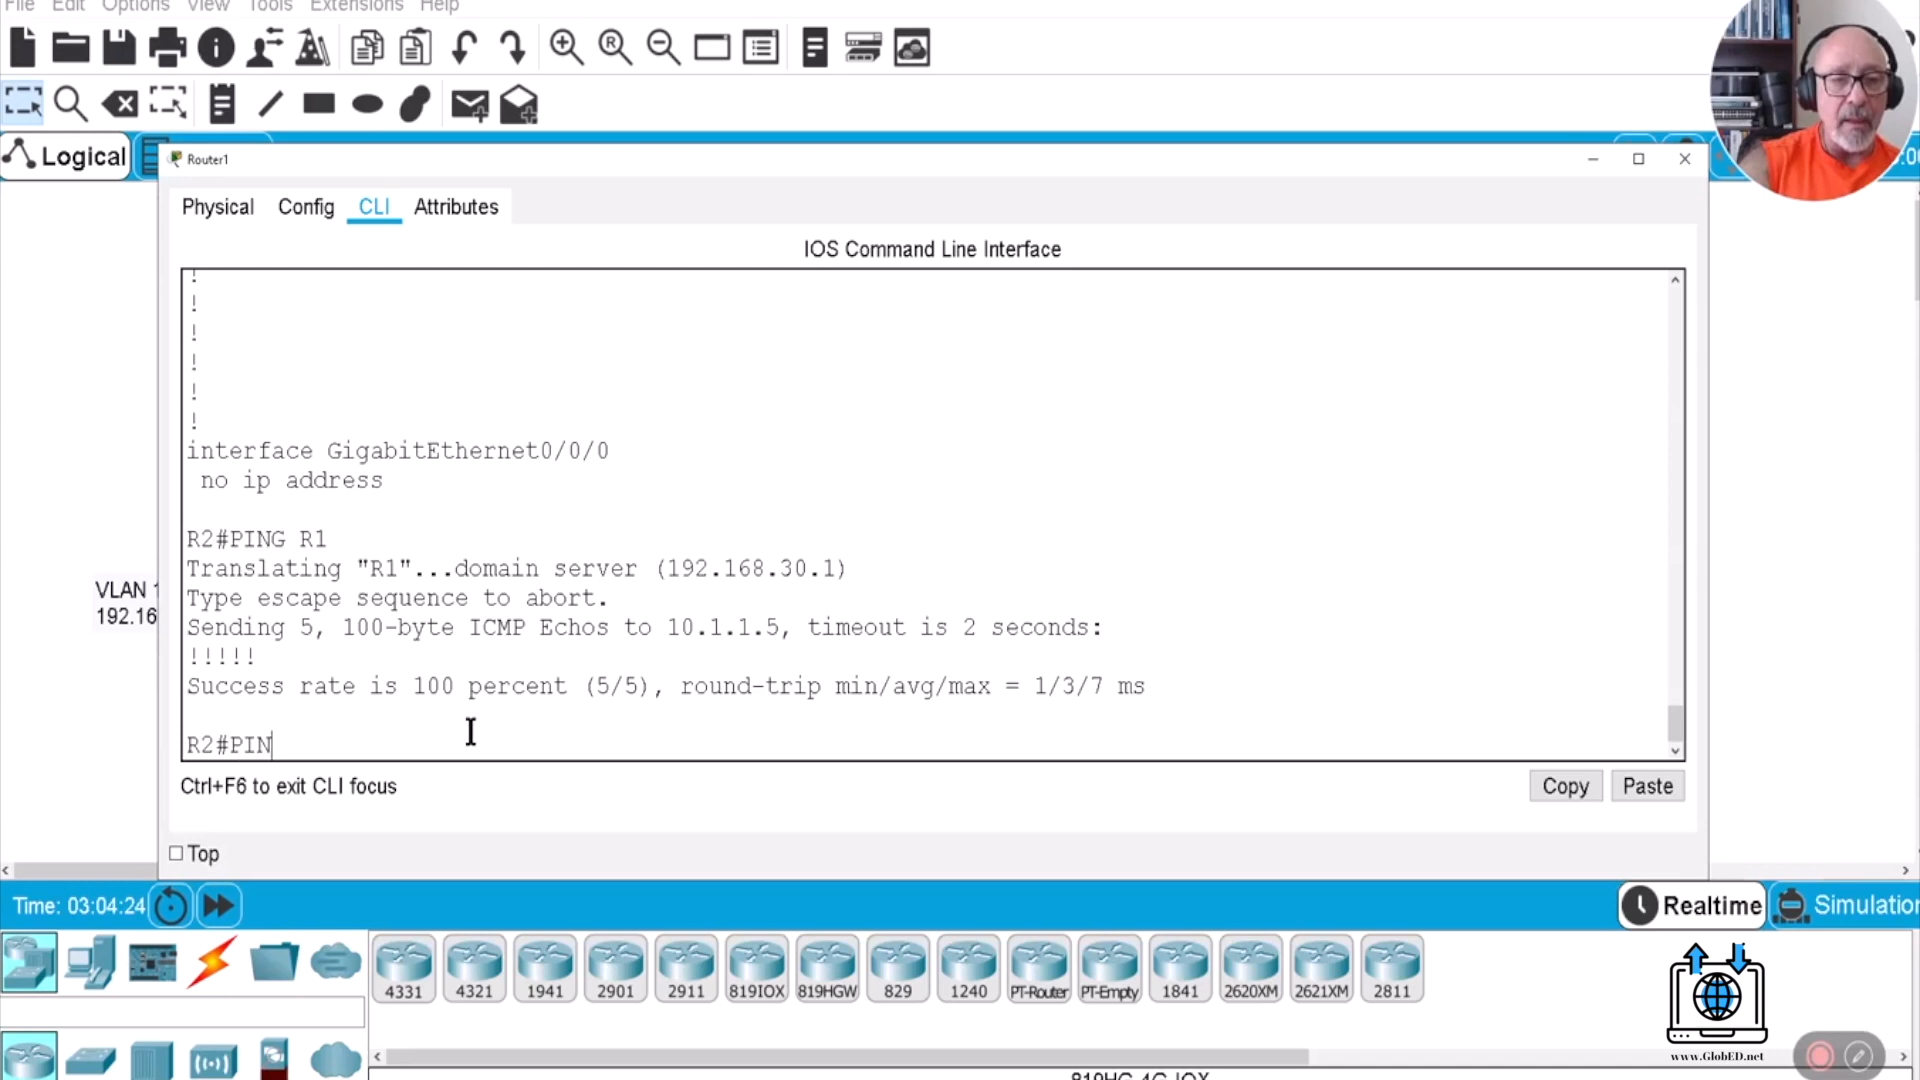 File Edit Options View Tools Extensions Help
Logical
Router1
Physical Config CLI Attributes
IOS Command Line Interface
!
!
!
!
!
!
interface GigabitEthernet0/0/0
no ip address
R2#PING R1
Translating "R1"...domain server (192.168.30.1)
Type escape sequence to abort.
Sending 5, 100-byte ICMP Echos to 10.1.1.5, timeout is 2 seconds:
!!!!!
Success rate is 100 percent (5/5), round-trip min/avg/max = 1/3/7 ms
R2#PIN
VLAN 1
192.16
Ctrl+F6 to exit CLI focus
Copy Paste
Top
Time: 03:04:24
Realtime Simulation
4331 4321 1941 2901 2911 819IOX 819HGW 829 1240 PT-Router PT-Empty 1841 2620XM 2621XM 2811
www.GlobED.net
819HG-4G-IOX